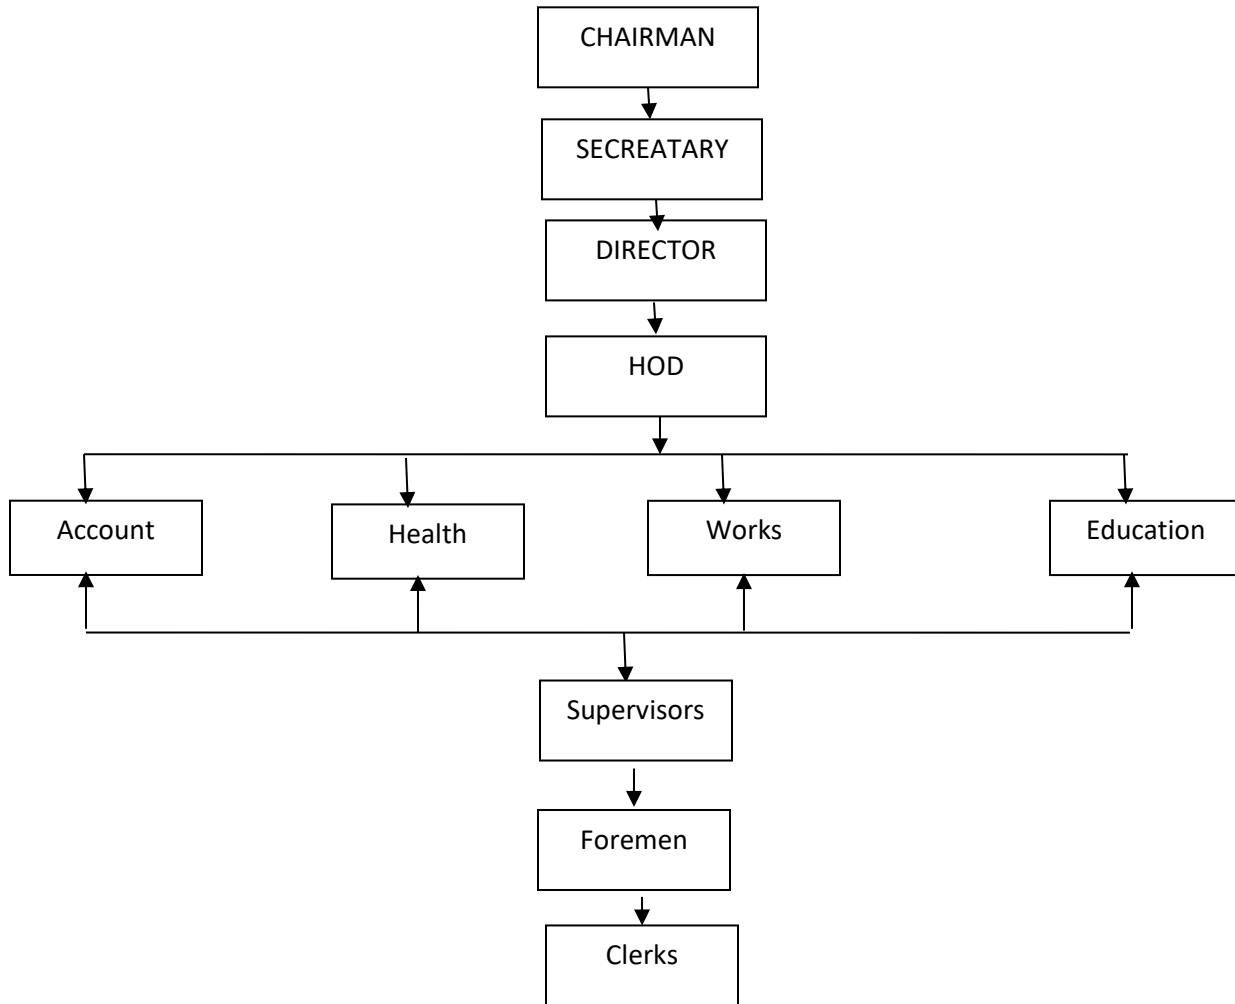 CHAIRMAN
SECREATARY
DIRECTOR
HOD
Account
Health
Works
Education
Supervisors
Foremen
Clerks